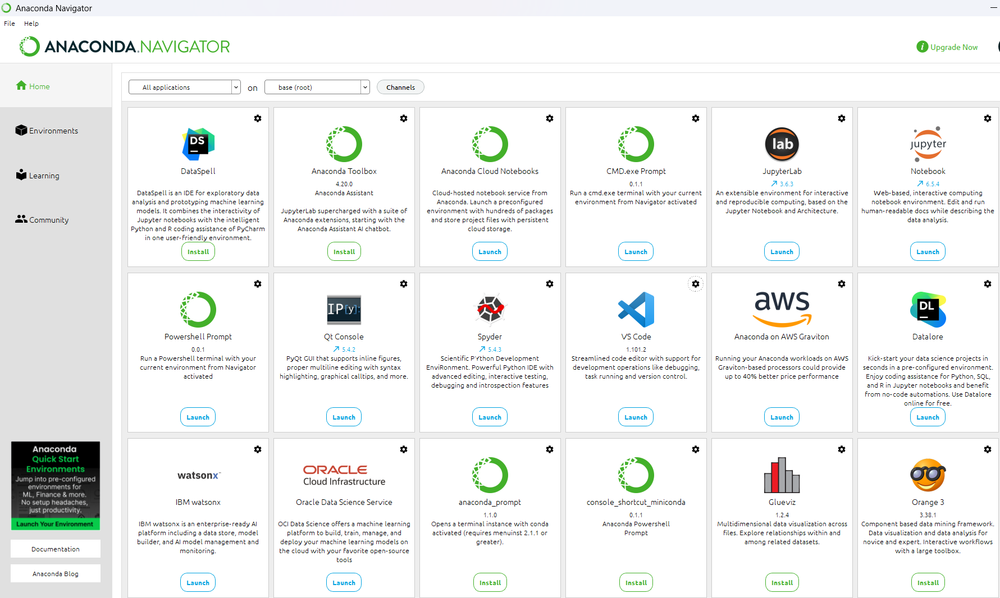 Anaconda Navigator
File Help
ANACONDA.NAVIGATOR
i Upgrade Now
Home
Environments
Learning
Community
All applications on base (root) Channels
DS
DataSpell
DataSpell is an IDE for exploratory data
analysis and prototyping machine learning
models. It combines the interactivity of
Jupyter notebooks with the intelligent
Python and R coding assistance of PyCharm
in one user-friendly environment.
Install
Anaconda Toolbox
4.20.0
Anaconda Assistant
JupyterLab supercharged with a suite of
Anaconda extensions, starting with the
Anaconda Assistant AI chatbot.
Install
Anaconda Cloud Notebooks
Cloud-hosted notebook service from
Anaconda. Launch a preconfigured
environment with hundreds of packages
and store project files with persistent
cloud storage.
Launch
CMD.exe Prompt
0.1.1
Run a cmd.exe terminal with your current
environment from Navigator activated
Launch
lab
JupyterLab
3.6.3
An extensible environment for interactive
and reproducible computing, based on the
Jupyter Notebook and Architecture.
Launch
jupyter
Notebook
6.5.4
Web-based, interactive computing
notebook environment. Edit and run
human-readable docs while describing the
data analysis.
Launch
Powershell Prompt
0.0.1
Run a Powershell terminal with your
current environment from Navigator
activated
Launch
IP[y]:
Qt Console
5.4.2
PyQt GUI that supports inline figures,
proper multiline editing with syntax
highlighting, graphical calltips, and more.
Launch
Spyder
5.4.3
Scientific PYthon Development
EnviRonment. Powerful Python IDE with
advanced editing, interactive testing,
debugging and introspection features
Launch
VS Code
1.101.2
Streamlined code editor with support for
development operations like debugging,
task running and version control.
Launch
aws
Anaconda on AWS Graviton
Running your Anaconda workloads on AWS
Graviton-based processors could provide
up to 40% better price performance
Launch
DL
Datalore
Kick-start your data science projects in
seconds in a pre-configured environment.
Enjoy coding assistance for Python, SQL,
and R in Jupyter notebooks and benefit
from no-code automations. Use Datalore
online for free.
Launch
watsonx™
IBM watsonx
IBM watsonx is an enterprise-ready AI
platform including a data store, model
builder, and AI model management and
monitoring.
Launch
ORACLE
Cloud Infrastructure
Oracle Data Science Service
OCI Data Science offers a machine learning
platform to build, train, manage, and
deploy your machine learning models on
the cloud with your favorite open-source
tools
Launch
anaconda_prompt
1.1.0
Opens a terminal instance with conda
activated (requires menuinst 2.1.1 or
greater).
Install
console_shortcut_miniconda
0.1.1
Anaconda Powershell
Prompt
Install
Glueviz
1.2.4
Multidimensional data visualization across
files. Explore relationships within and
among related datasets.
Install
Orange 3
3.38.1
Component based data mining framework.
Data visualization and data analysis for
novice and expert. Interactive workflows
with a large toolbox.
Install
Anaconda
Quick Start
Environments
Jump into pre-configured
environments for
ML, Finance & more.
No setup headaches,
just productivity.
Launch Your Environment
Documentation
Anaconda Blog